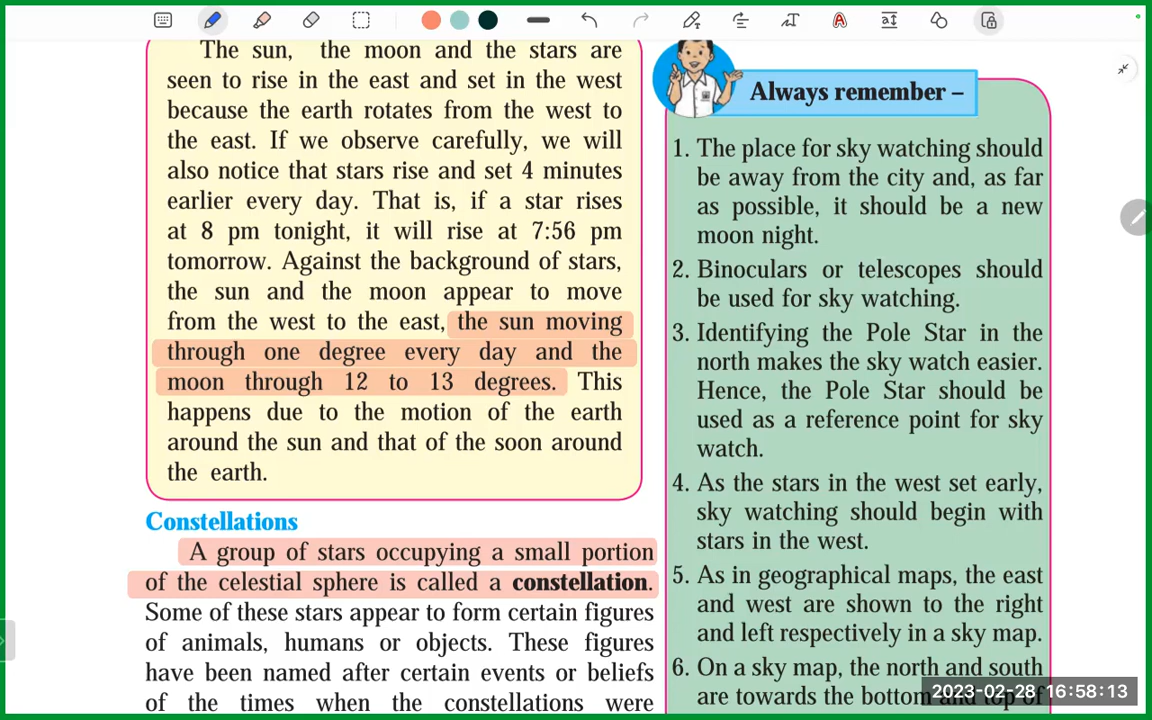 The sun, the moon and the stars are
seen to rise in the east and set in the west
because the earth rotates from the west to
the east. If we observe carefully, we will
also notice that stars rise and set 4 minutes
earlier every day. That is, if a star rises
at 8 pm tonight, it will rise at 7:56 pm
tomorrow. Against the background of stars,
the sun and the moon appear to move
from the west to the east, the sun moving
through one degree every day and the
moon through 12 to 13 degrees. This
happens due to the motion of the earth
around the sun and that of the soon around
the earth.
Constellations
A group of stars occupying a small portion
of the celestial sphere is called a constellation.
Some of these stars appear to form certain figures
of animals, humans or objects. These figures
have been named after certain events or beliefs
of the times when the constellations were
Always remember –
1. The place for sky watching should
be away from the city and, as far
as possible, it should be a new
moon night.
2. Binoculars or telescopes should
be used for sky watching.
3. Identifying the Pole Star in the
north makes the sky watch easier.
Hence, the Pole Star should be
used as a reference point for sky
watch.
4. As the stars in the west set early,
sky watching should begin with
stars in the west.
5. As in geographical maps, the east
and west are shown to the right
and left respectively in a sky map.
6. On a sky map, the north and south
are towards the bottom and top of
2023-02-28 16:58:13